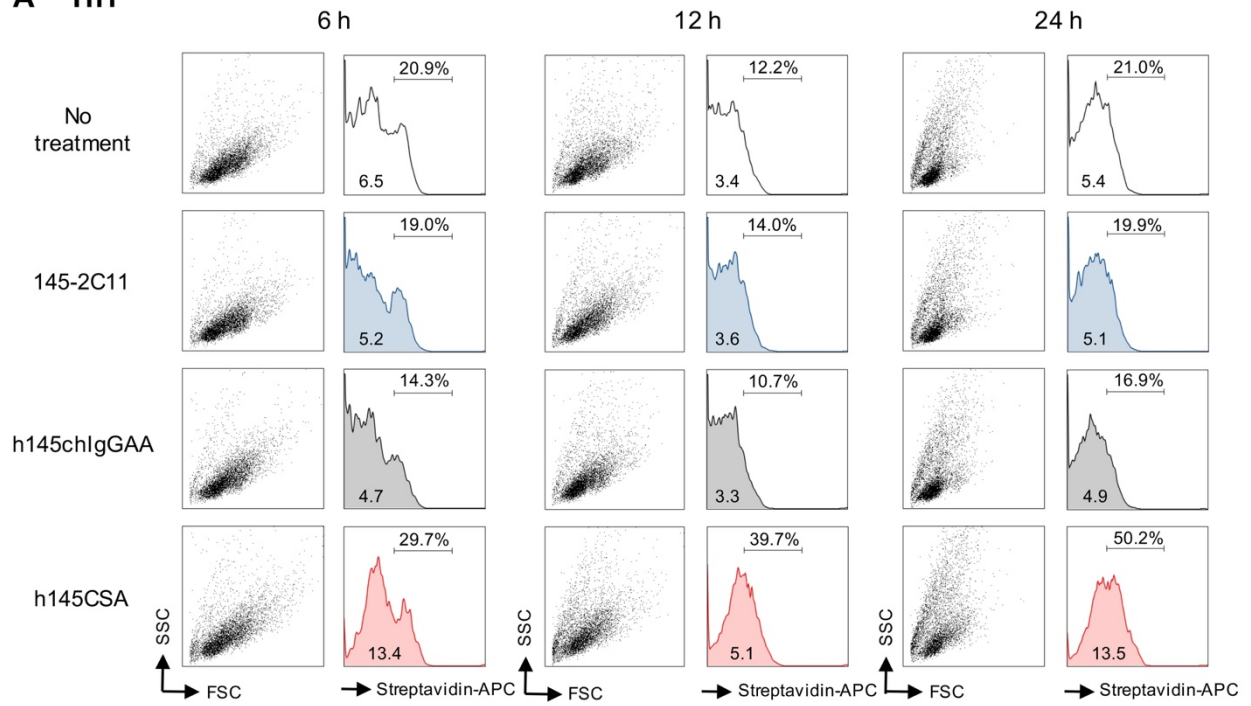 6 h 12 h 24 h
No
treatment
20.9%
6.5
12.2%
3.4
21.0%
5.4
145-2C11
19.0%
5.2
14.0%
3.6
19.9%
5.1
h145chIgGAA
14.3%
4.7
10.7%
3.3
16.9%
4.9
h145CSA
29.7%
13.4
39.7%
5.1
50.2%
13.5
SSC
FSC
Streptavidin-APC
SSC
FSC
Streptavidin-APC
SSC
FSC
Streptavidin-APC